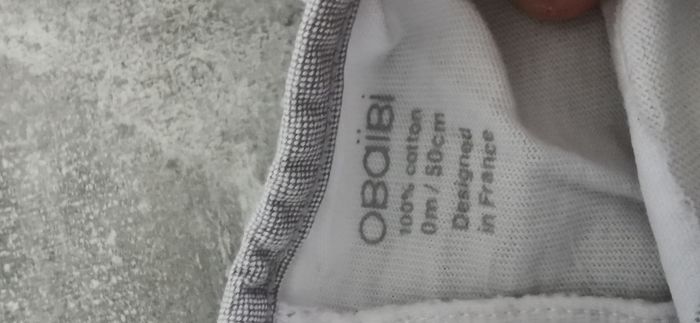 OBAÏBI
100% cotton
0m / 50cm
Designed
in France